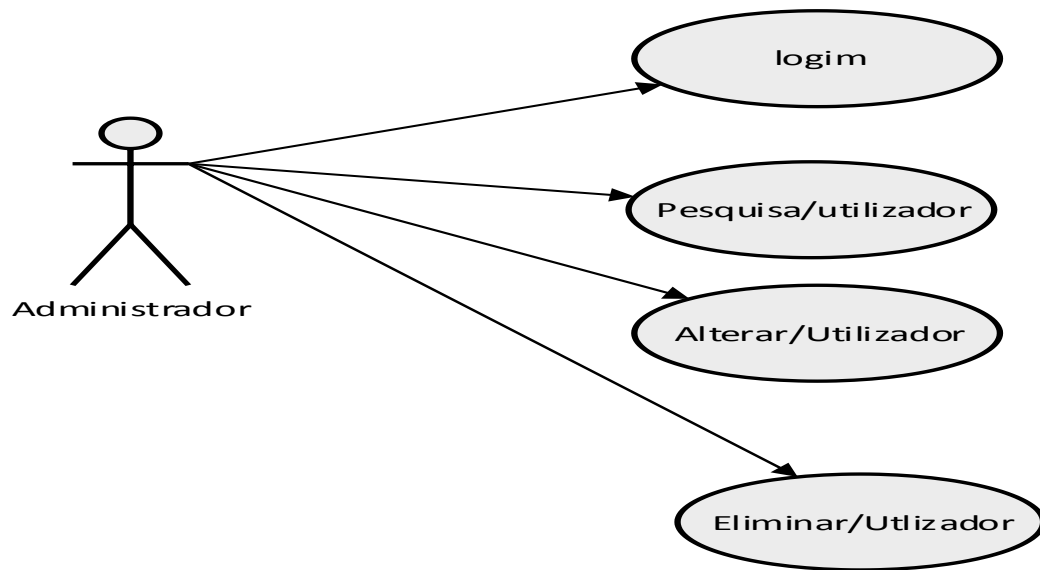 logim
Pesquisa/utilizador
Administrador
Alterar/Utilizador
Eliminar/Utlizador